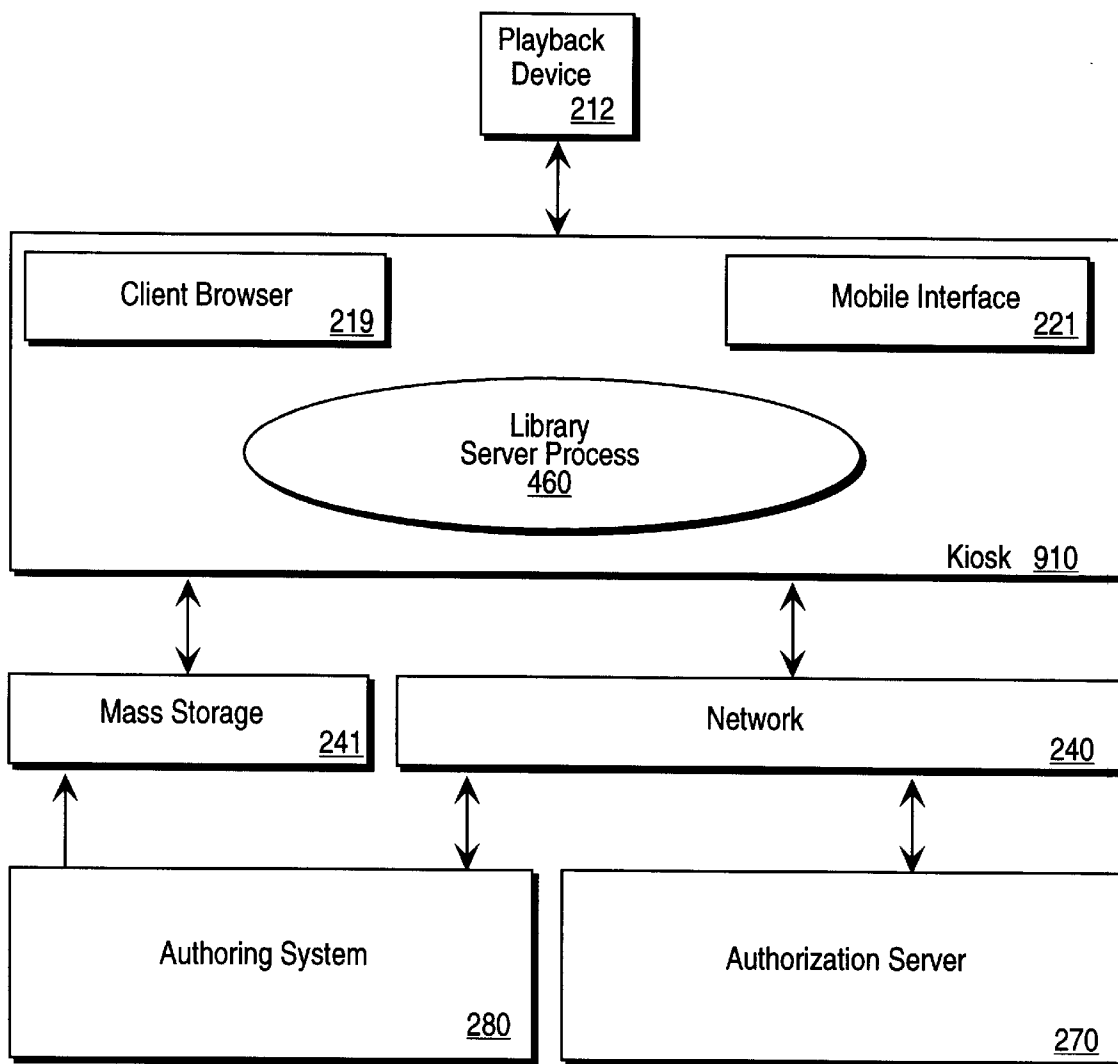 Playback
Device
212
Client Browser
219
Mobile Interface
221
Library
Server Process
460
Kiosk 910
Mass Storage
241
Network
240
Authoring System
280
Authorization Server
270